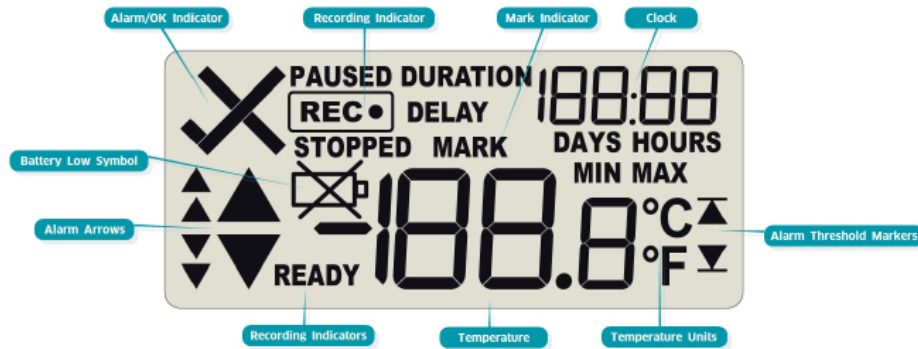 Alarm/OK Indicator
Recording Indicator
Mark Indicator
Clock
PAUSED DURATION 188:88
REC● DELAY
STOPPED MARK DAYS HOURS
MIN MAX
Battery Low Symbol
Alarm Arrows
-188.8 °C
°F
Alarm Threshold Markers
READY
Recording Indicators
Temperature
Temperature Units